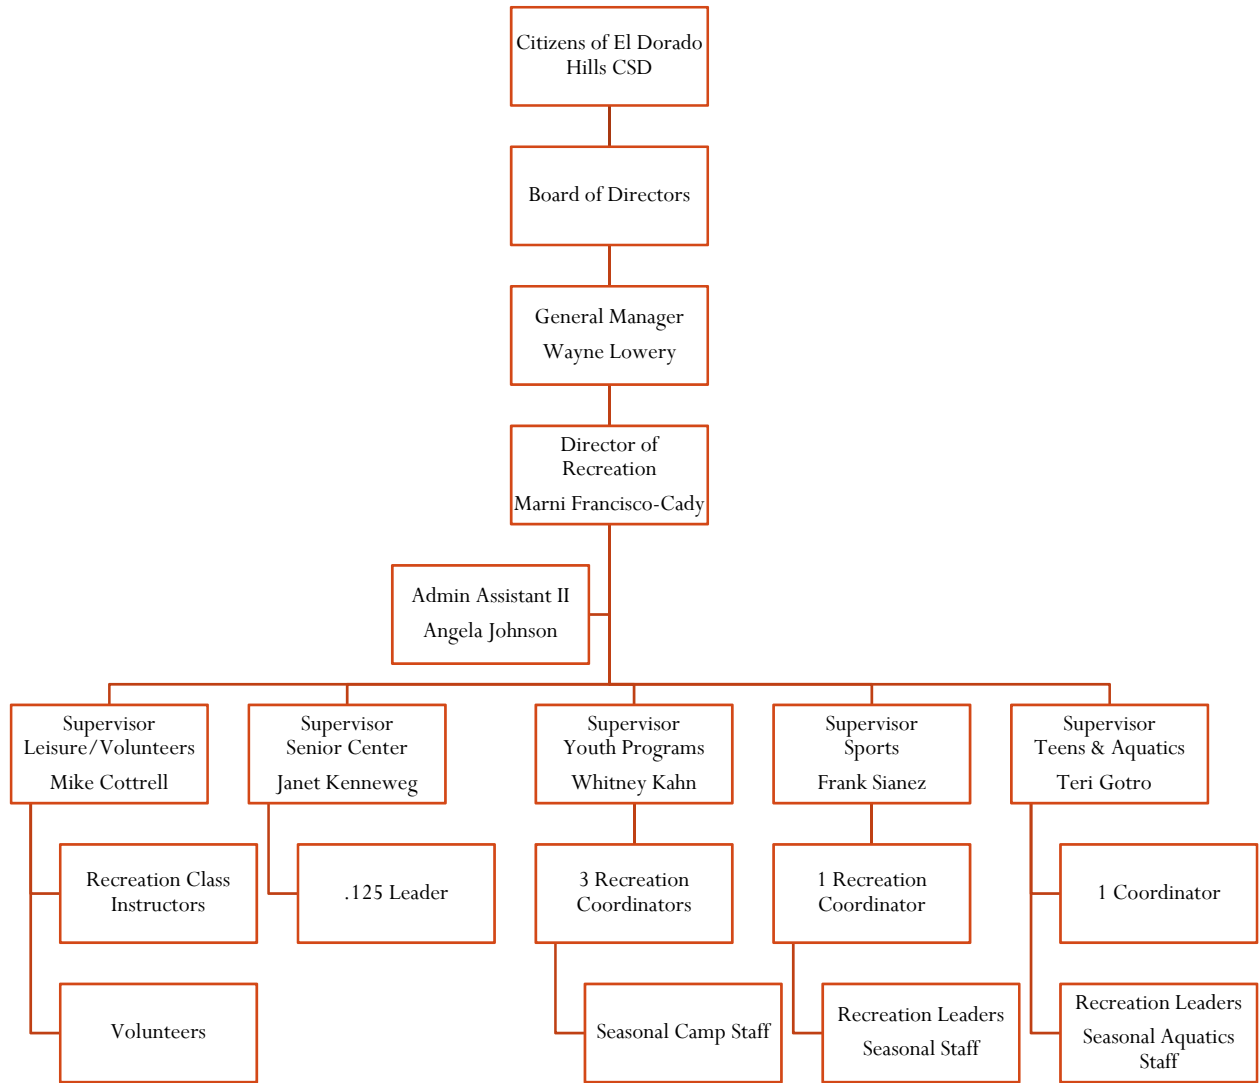 Citizens of El Dorado
Hills CSD
Board of Directors
General Manager
Wayne Lowery
Director of
Recreation
Marni Francisco-Cady
Admin Assistant II
Angela Johnson
Supervisor
Leisure/Volunteers
Mike Cottrell
Supervisor
Senior Center
Janet Kenneweg
Supervisor
Youth Programs
Whitney Kahn
Supervisor
Sports
Frank Sianez
Supervisor
Teens & Aquatics
Teri Gotro
Recreation Class
Instructors
.125 Leader
3 Recreation
Coordinators
1 Recreation
Coordinator
1 Coordinator
Volunteers
Seasonal Camp Staff
Recreation Leaders
Seasonal Staff
Recreation Leaders
Seasonal Aquatics
Staff